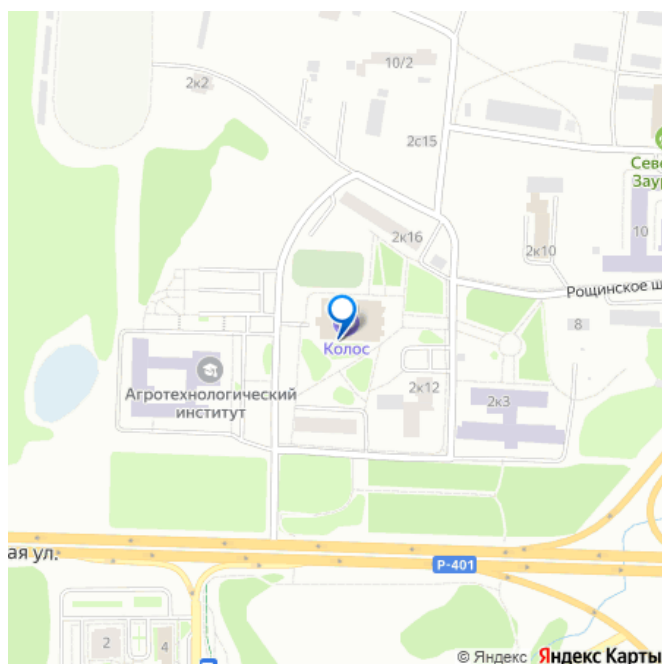 10/2
2к2
2с15
Севе
Заур
2к16
10
2к10
Рощинское ш
8
Колос
Агротехнологический
институт
2к12
2к3
ая ул.
Р-401
2
4
© Яндекс Яндекс Карты